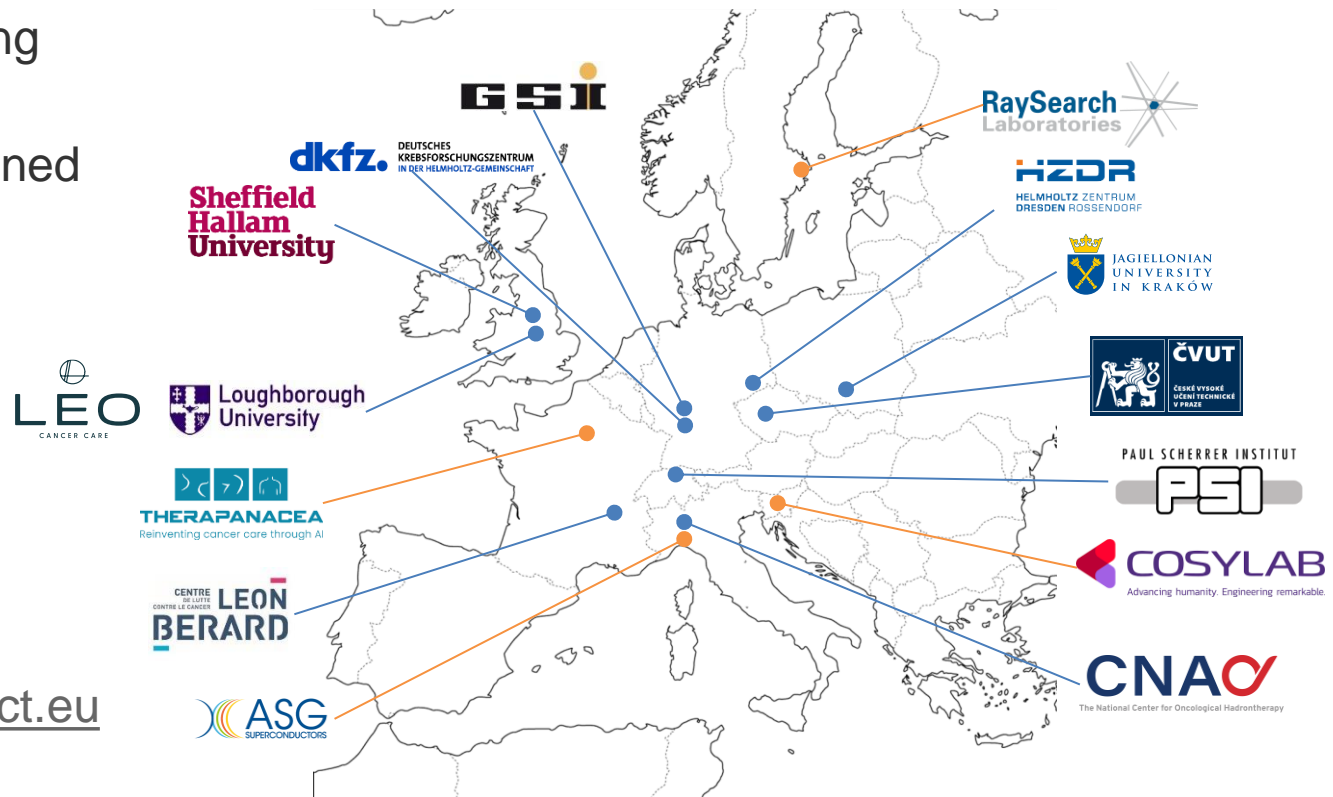 ng
ned
ct.eu
GSI
dkfz.
DEUTSCHES
KREBSFORSCHUNGSZENTRUM
IN DER HELMHOLTZ-GEMEINSCHAFT
Sheffield
Hallam
University
LEO
CANCER CARE
Loughborough
University
THERAPANACEA
Reinventing cancer care through AI
CENTRE
DE LUTTE
CONTRE LE CANCER
LEON
BERARD
ASG
SUPERCONDUCTORS
RaySearch
Laboratories
HZDR
HELMHOLTZ ZENTRUM
DRESDEN ROSSENDORF
JAGIELLONIAN
UNIVERSITY
IN KRAKÓW
ČVUT
ČESKÉ VYSOKÉ
UČENÍ TECHNICKÉ
V PRAZE
PAUL SCHERRER INSTITUT
PSI
COSYLAB
Advancing humanity. Engineering remarkable.
CNAO
The National Center for Oncological Hadrontherapy